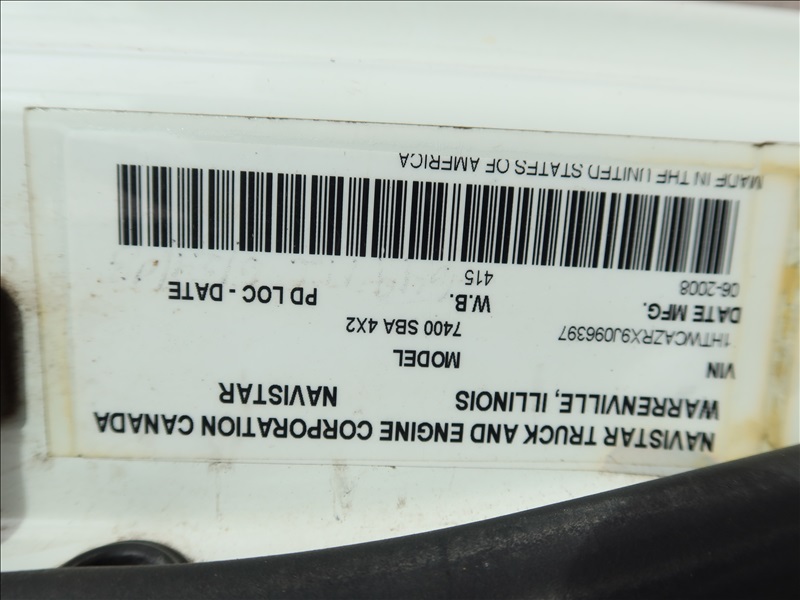 NAVISTAR TRUCK AND ENGINE CORPORATION CANADA
WARRENVILLE, ILLINOIS NAVISTAR
VIN MODEL
1HTWCAZRX9J096397 7400 SBA 4X2
DATE MFG. W.B. PD LOC - DATE
06-2008 415
MADE IN THE UNITED STATES OF AMERICA